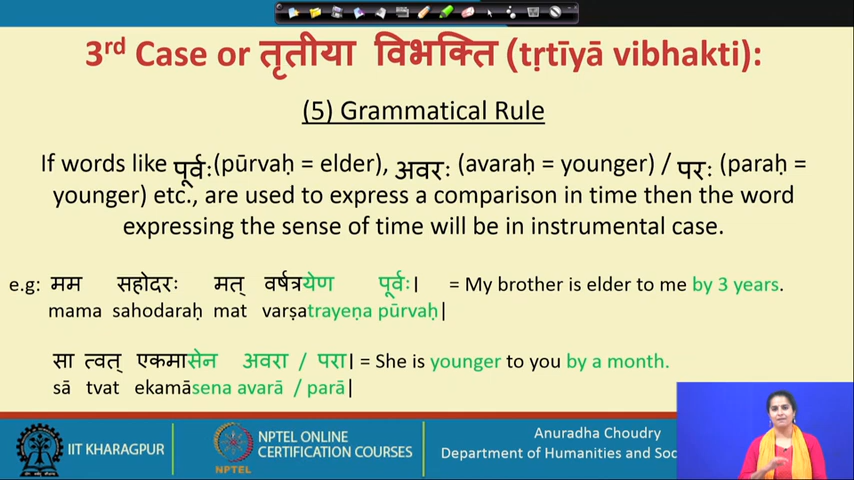 3rd Case or तृतीया विभक्ति (tṛtīyā vibhakti):
(5) Grammatical Rule
If words like पूर्वः(pūrvaḥ = elder), अवरः (avaraḥ = younger) / परः (paraḥ =
younger) etc., are used to express a comparison in time then the word
expressing the sense of time will be in instrumental case.
e.g: मम सहोदरः मत् वर्षत्रयेण पूर्वः। = My brother is elder to me by 3 years.
mama sahodaraḥ mat varṣatrayeṇa pūrvaḥ|
सा त्वत् एकमासेन अवरा / परा। = She is younger to you by a month.
sā tvat ekamāsena avarā / parā|
IIT KHARAGPUR
NPTEL
NPTEL ONLINE
CERTIFICATION COURSES
Anuradha Choudry
Department of Humanities and Soc